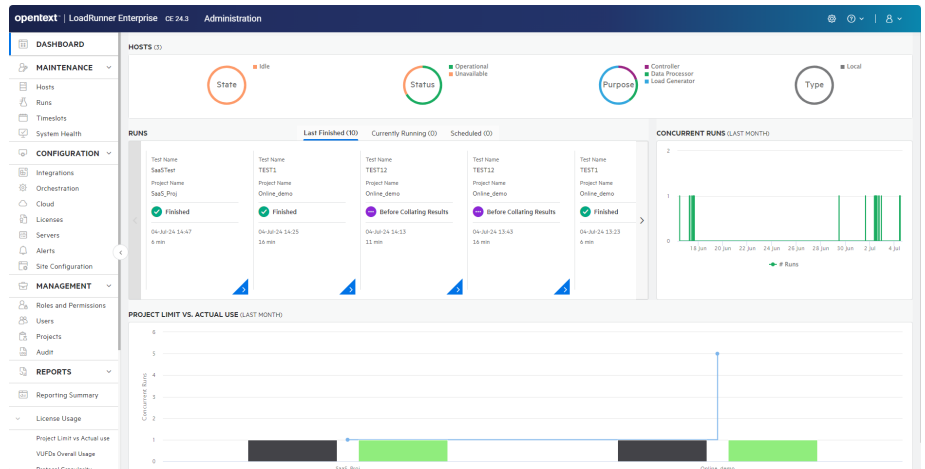 opentext™ | LoadRunner Enterprise CE 24.3 Administration
DASHBOARD
MAINTENANCE
Hosts
Runs
Timeslots
System Health
CONFIGURATION
Integrations
Orchestration
Cloud
Licenses
Servers
Alerts
Site Configuration
MANAGEMENT
Roles and Permissions
Users
Projects
Audit
REPORTS
Reporting Summary
License Usage
Project Limit vs Actual use
VUFDs Overall Usage
HOSTS (3)
State
Idle
Status
Operational
Unavailable
Purpose
Controller
Data Processor
Load Generator
Type
Local
RUNS
Last Finished (10) Currently Running (0) Scheduled (0)
Test Name
SaaSTest
Project Name
SaaS_Proj
Finished
04-Jul-24 14:47
6 min
Test Name
TEST1
Project Name
Online_demo
Finished
04-Jul-24 14:25
16 min
Test Name
TEST12
Project Name
Online_demo
Before Collating Results
04-Jul-24 14:13
11 min
Test Name
TEST12
Project Name
Online_demo
Before Collating Results
04-Jul-24 13:43
16 min
Test Name
TEST1
Project Name
Online_demo
Finished
04-Jul-24 13:23
6 min
CONCURRENT RUNS (LAST MONTH)
2
1
0
18 Jun 20 Jun 22 Jun 24 Jun 26 Jun 28 Jun 30 Jun 2 Jul 4 Jul
# Runs
PROJECT LIMIT VS. ACTUAL USE (LAST MONTH)
Concurrent Runs
6
5
4
3
2
1
0
SaaS_Proj Online_demo